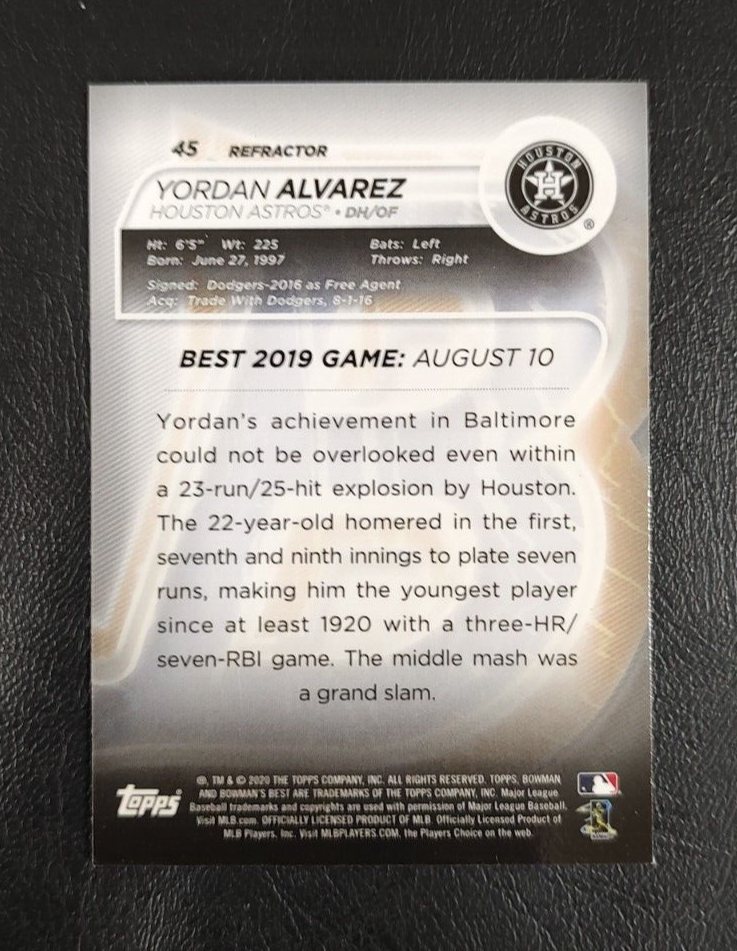 45 REFRACTOR
YORDAN ALVAREZ
HOUSTON ASTROS® • DH/OF
HOUSTON
H
ASTROS
®
Ht: 6'5" Wt: 225 Bats: Left
Born: June 27, 1997 Throws: Right
Signed: Dodgers-2016 as Free Agent
Acq: Trade With Dodgers, 8-1-16
BEST 2019 GAME: AUGUST 10
Yordan's achievement in Baltimore
could not be overlooked even within
a 23-run/25-hit explosion by Houston.
The 22-year-old homered in the first,
seventh and ninth innings to plate seven
runs, making him the youngest player
since at least 1920 with a three-HR/
seven-RBI game. The middle mash was
a grand slam.
®, TM & © 2020 THE TOPPS COMPANY, INC. ALL RIGHTS RESERVED. TOPPS, BOWMAN
AND BOWMAN'S BEST ARE TRADEMARKS OF THE TOPPS COMPANY, INC. Major League
Baseball trademarks and copyrights are used with permission of Major League Baseball.
Visit MLB.com. OFFICIALLY LICENSED PRODUCT OF MLB. Officially Licensed Product of
MLB Players, Inc. Visit MLBPLAYERS.COM, the Players Choice on the web.
Topps®